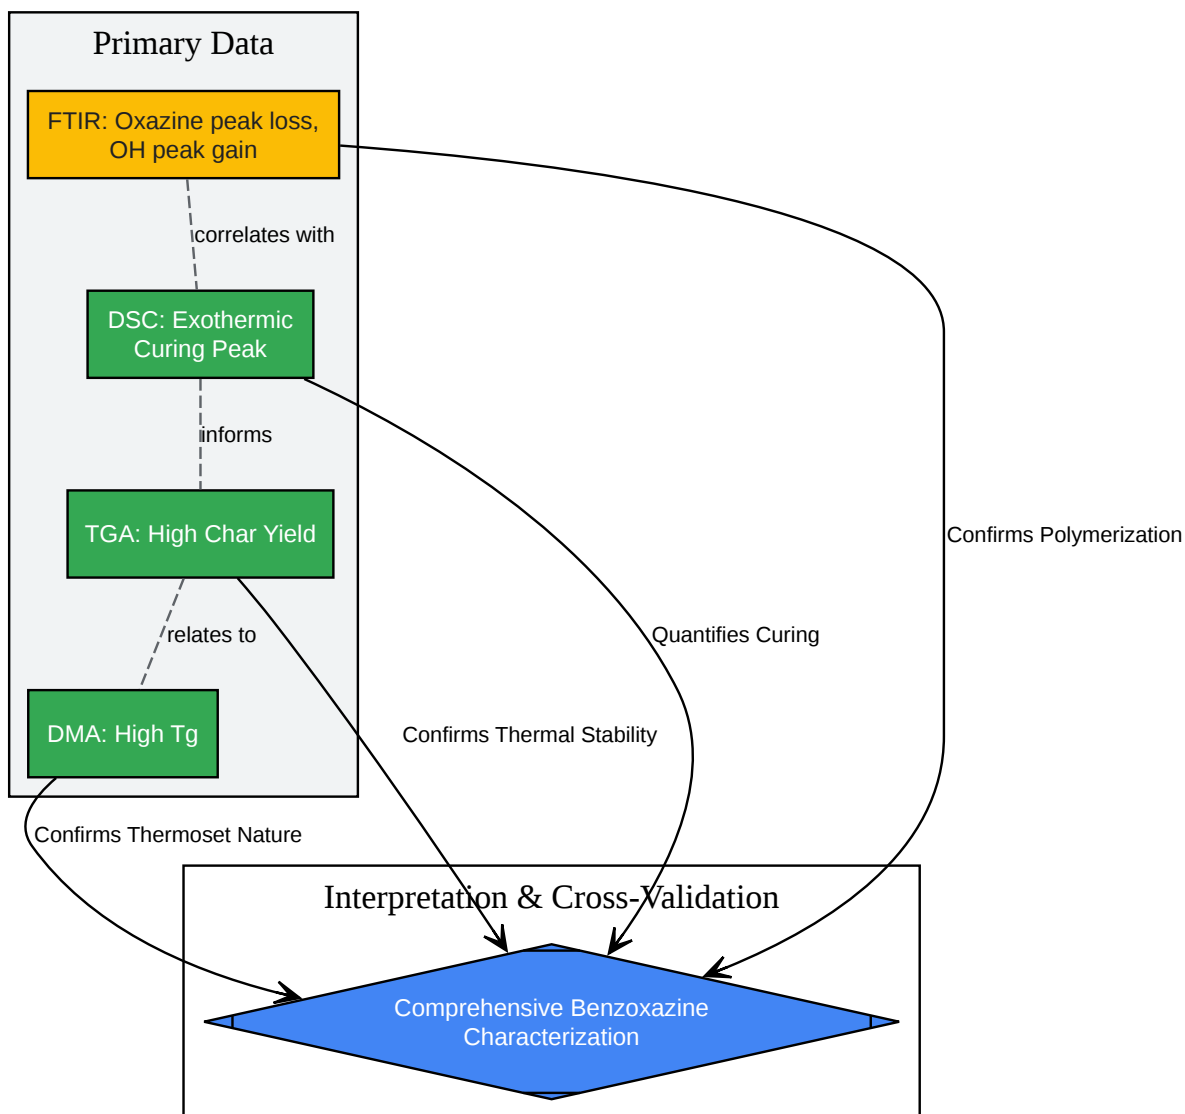 Primary Data
FTIR: Oxazine peak loss,
OH peak gain
correlates with
DSC: Exothermic
Curing Peak
informs
TGA: High Char Yield
Confirms Polymerization
relates to
Quantifies Curing
DMA: High Tg
Confirms Thermal Stability
Confirms Thermoset Nature
Interpretation & Cross-Validation
Comprehensive Benzoxazine
Characterization